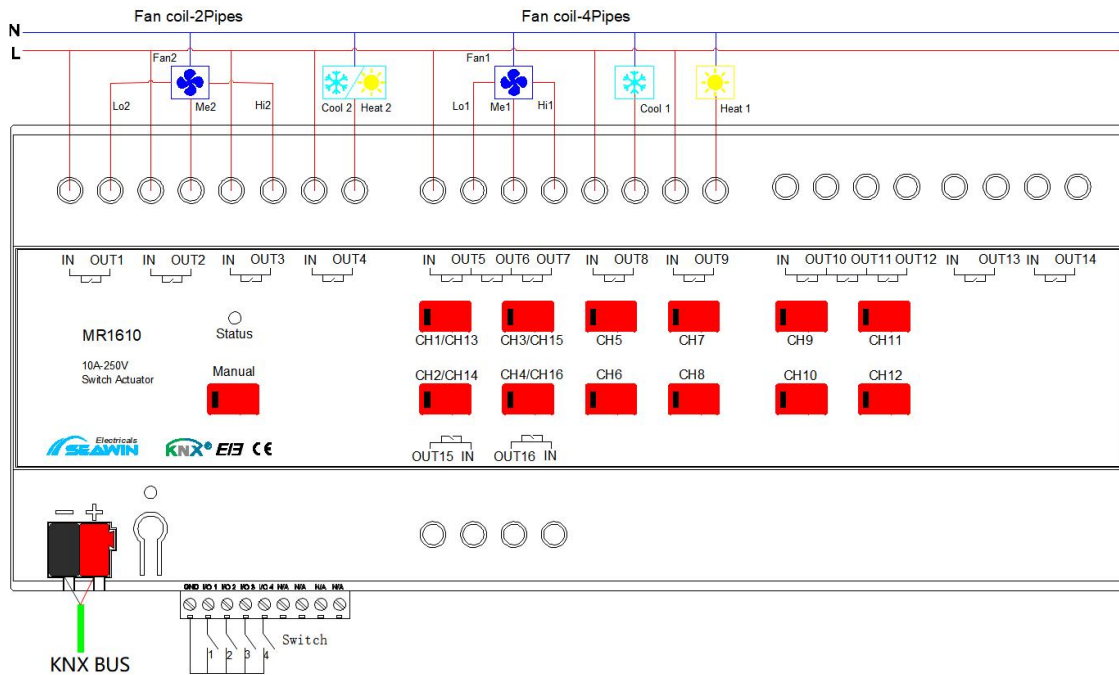 Fan coil-2Pipes Fan coil-4Pipes
N
L
Fan2 Fan1
Lo2 Me2 Hi2 Cool 2 Heat 2 Lo1 Me1 Hi1 Cool 1 Heat 1
IN OUT1 IN OUT2 IN OUT3 IN OUT4 IN OUT5 OUT6 OUT7 IN OUT8 IN OUT9 IN OUT10 OUT11 OUT12 IN OUT13 IN OUT14
MR1610
Status
CH1/CH13 CH3/CH15 CH5 CH7 CH9 CH11
10A-250V
Switch Actuator
Manual
CH2/CH14 CH4/CH16 CH6 CH8 CH10 CH12
Electricals
SEAWIN
KNX® EIB CE
OUT15 IN OUT16 IN
− +
GND I/O 1 I/O 2 I/O 3 I/O 4 N/A N/A N/A N/A
1 2 3 4
Switch
KNX BUS